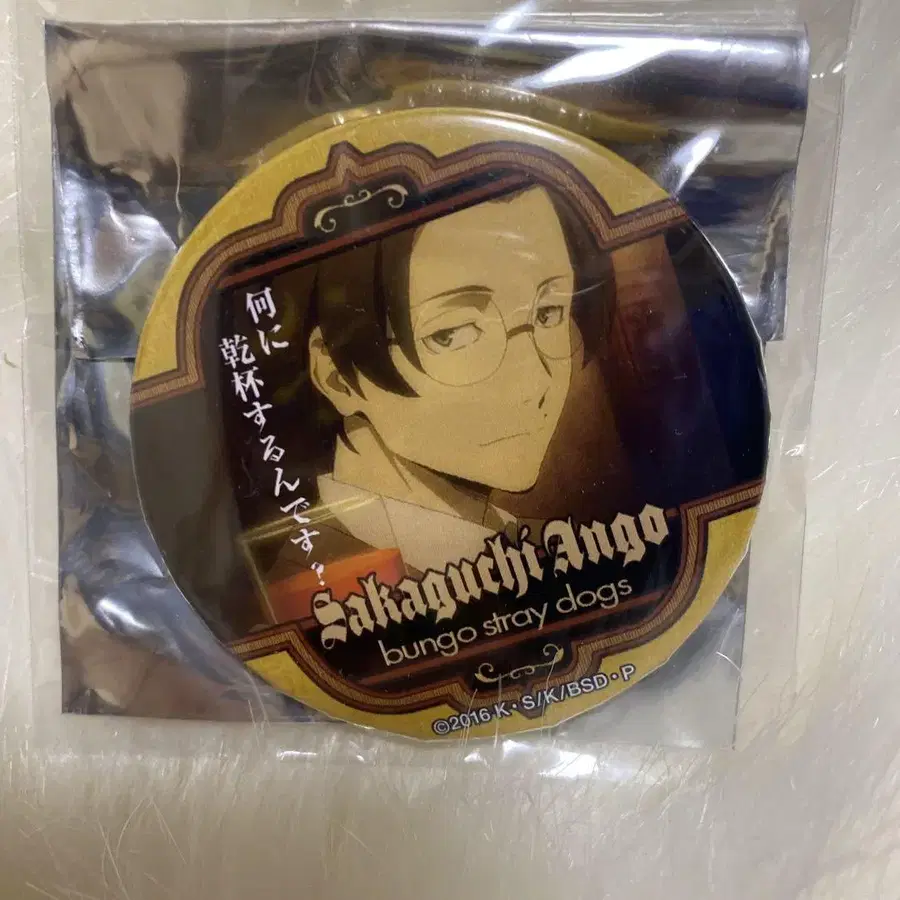 何に
乾杯するんです?
Sakaguchi Ango
bungo stray dogs
©2016 K・S/K/BSD・P